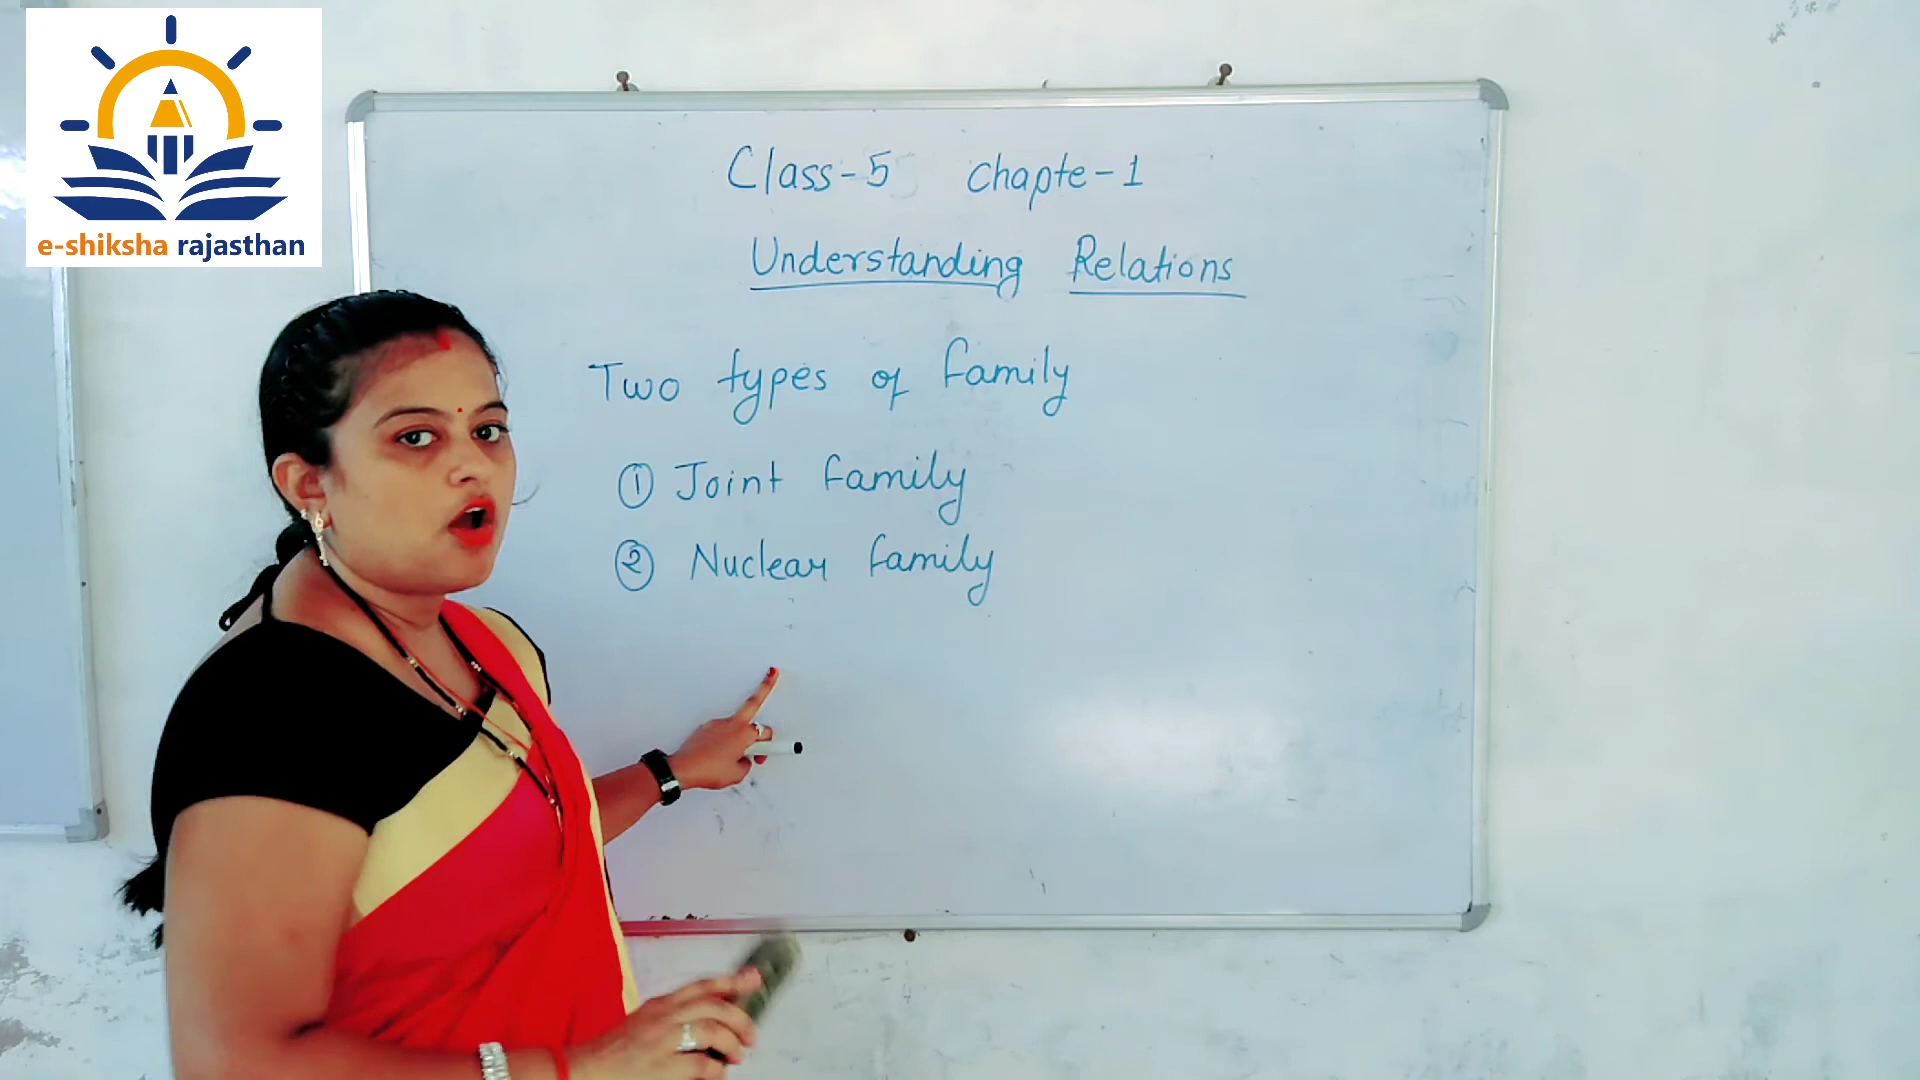 e-shiksha rajasthan
Class-5 Chapte-1
Understanding Relations
Two types of family
① Joint family
② Nuclear family